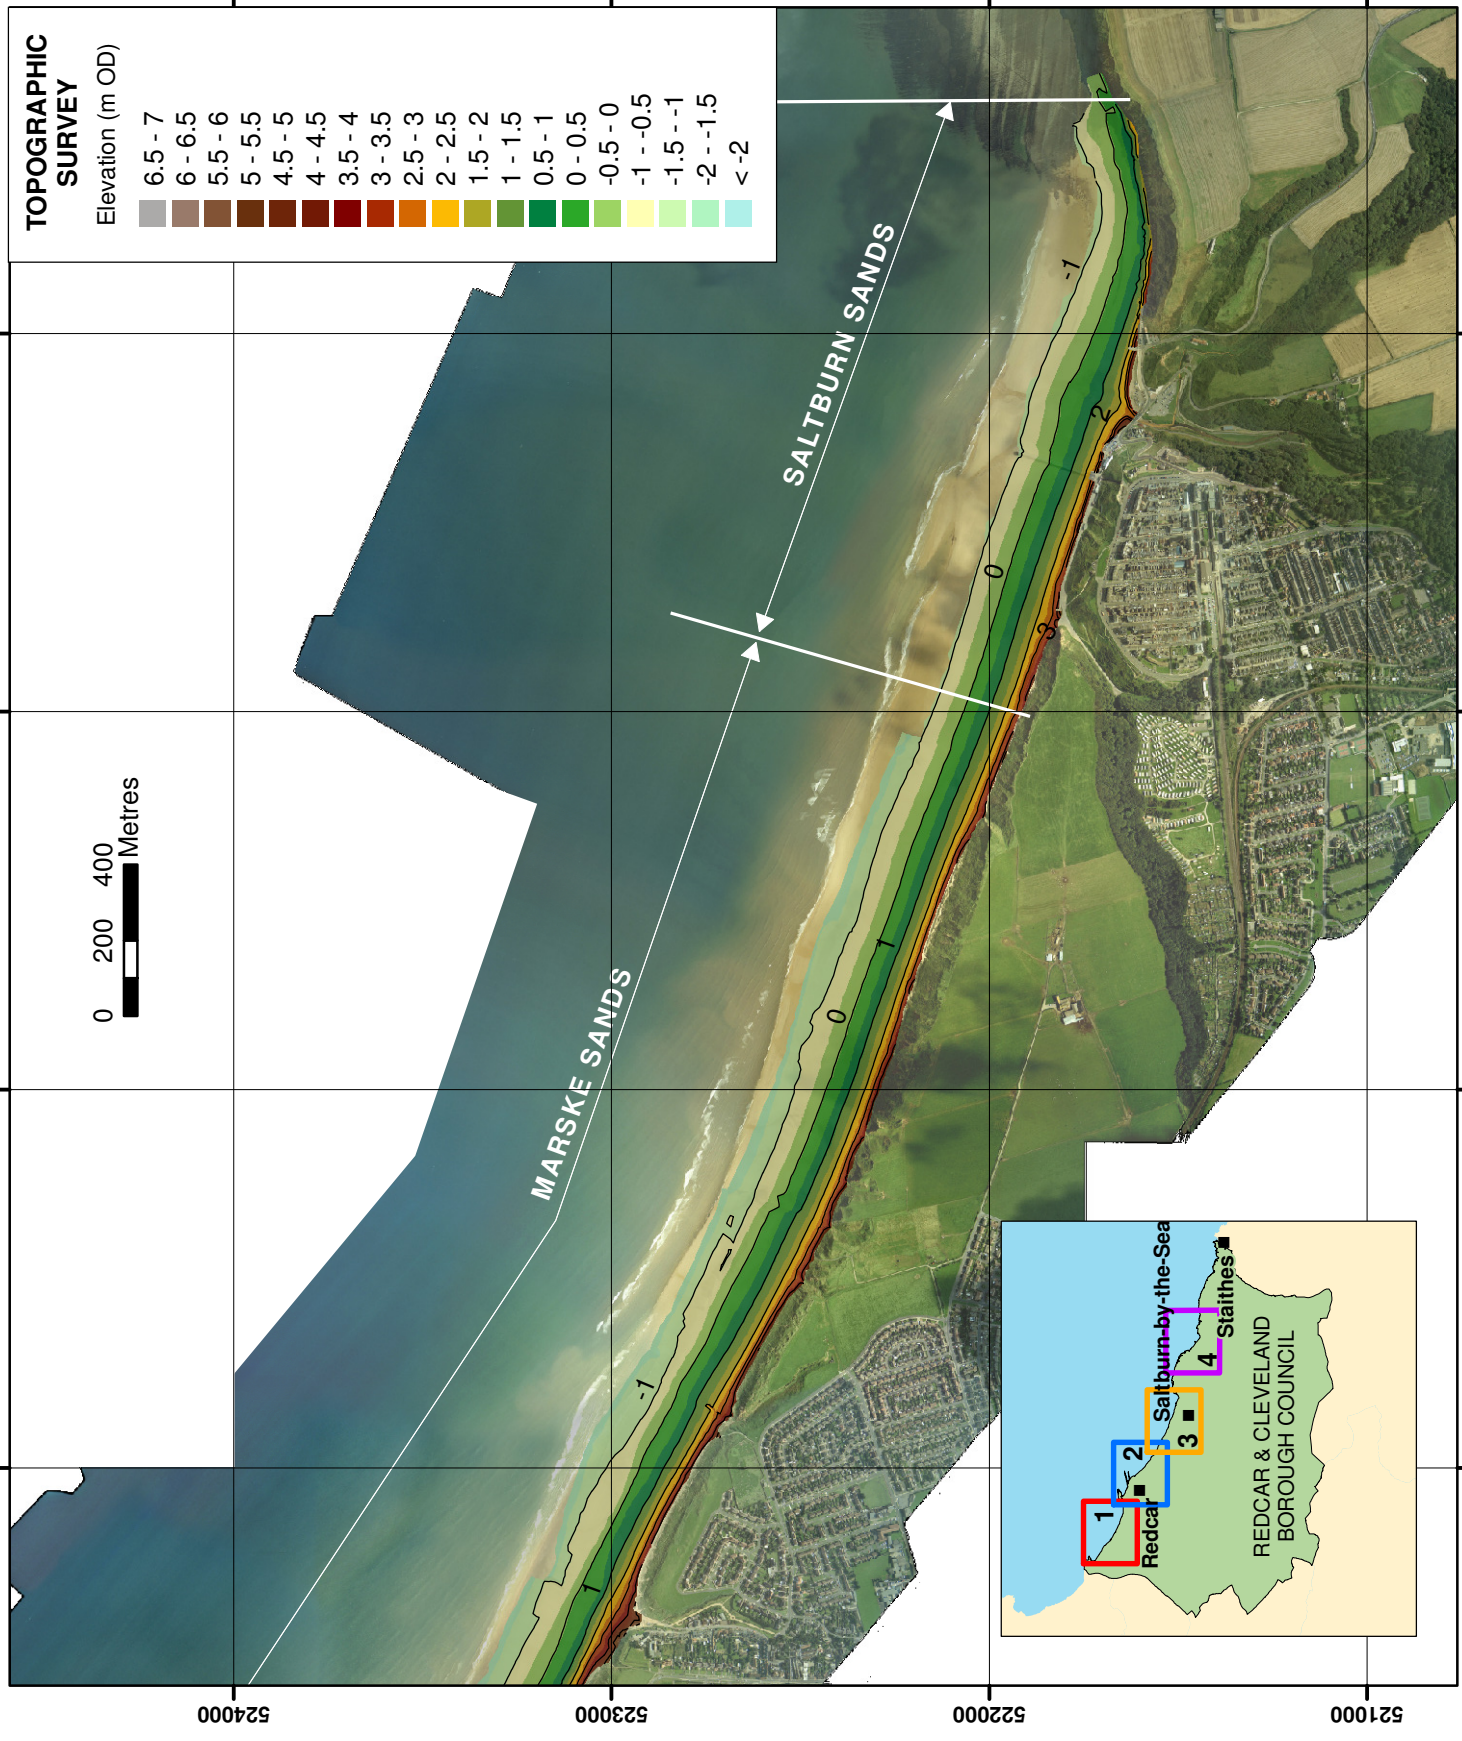 TOPOGRAPHIC
SURVEY
Elevation (m OD)
6.5 - 7
6 - 6.5
5.5 - 6
5 - 5.5
4.5 - 5
4 - 4.5
3.5 - 4
3 - 3.5
2.5 - 3
2 - 2.5
1.5 - 2
1 - 1.5
0.5 - 1
0 - 0.5
-0.5 - 0
-1 - -0.5
-1.5 - -1
-2 - -1.5
< -2
0 200 400
Metres
MARSKE SANDS
SALTBURN SANDS
-1
2
0
3
1
0
-1
1
524000
523000
522000
521000
Saltburn-by-the-Sea
Staithes
Redcar
1
2
3
4
REDCAR & CLEVELAND
BOROUGH COUNCIL